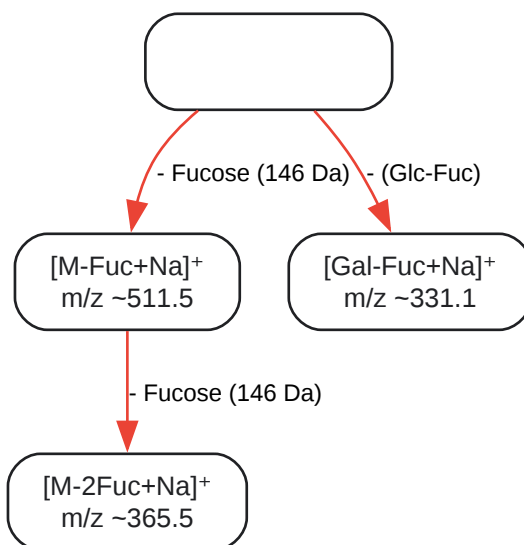 - Fucose (146 Da)
- (Glc-Fuc)
[M-Fuc+Na]⁺
m/z ~511.5
[Gal-Fuc+Na]⁺
m/z ~331.1
- Fucose (146 Da)
[M-2Fuc+Na]⁺
m/z ~365.5